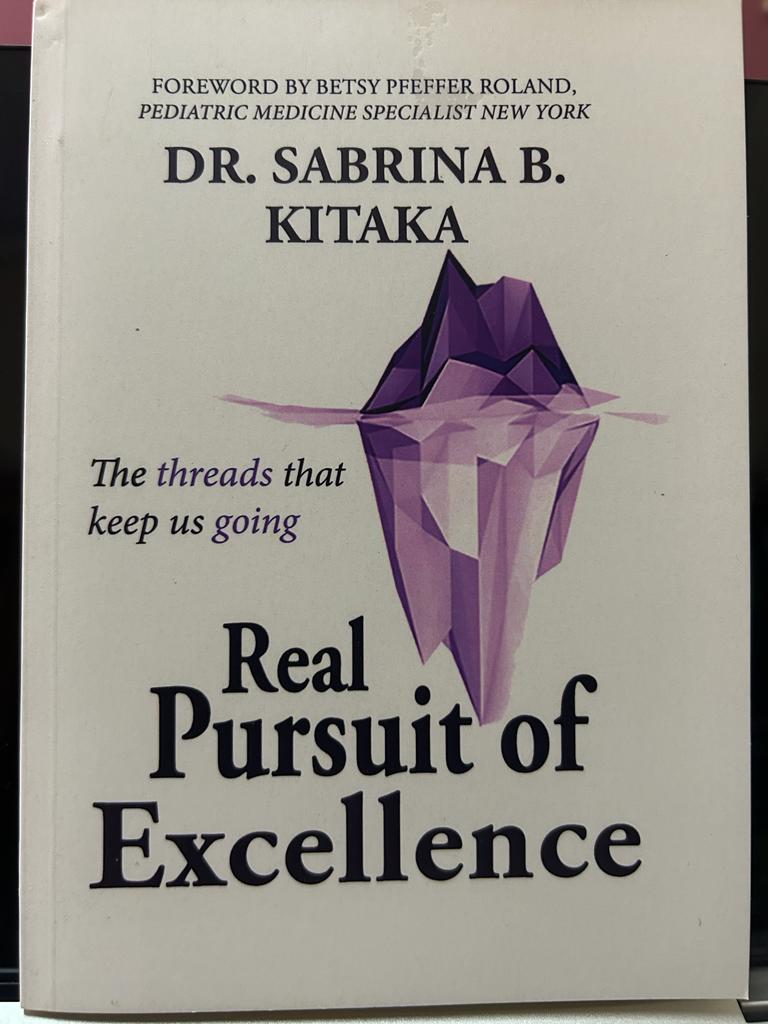 FOREWORD BY BETSY PFEFFER ROLAND,
PEDIATRIC MEDICINE SPECIALIST NEW YORK
DR. SABRINA B.
KITAKA
The threads that
keep us going
Real
Pursuit of
Excellence